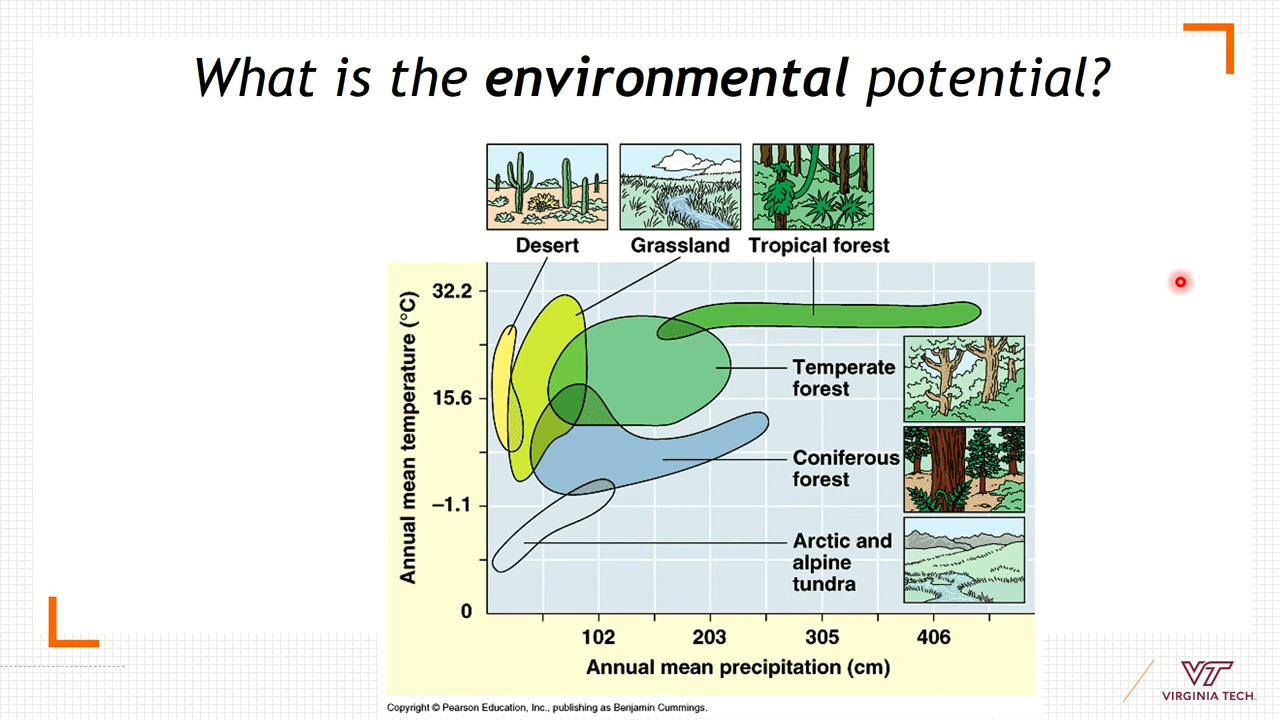 What is the environmental potential?
Desert
Grassland
Tropical forest
Annual mean temperature (°C)
32.2
15.6
–1.1
0
Temperate
forest
Coniferous
forest
Arctic and
alpine
tundra
102
203
305
406
Annual mean precipitation (cm)
Copyright © Pearson Education, Inc., publishing as Benjamin Cummings.
VT
VIRGINIA TECH.